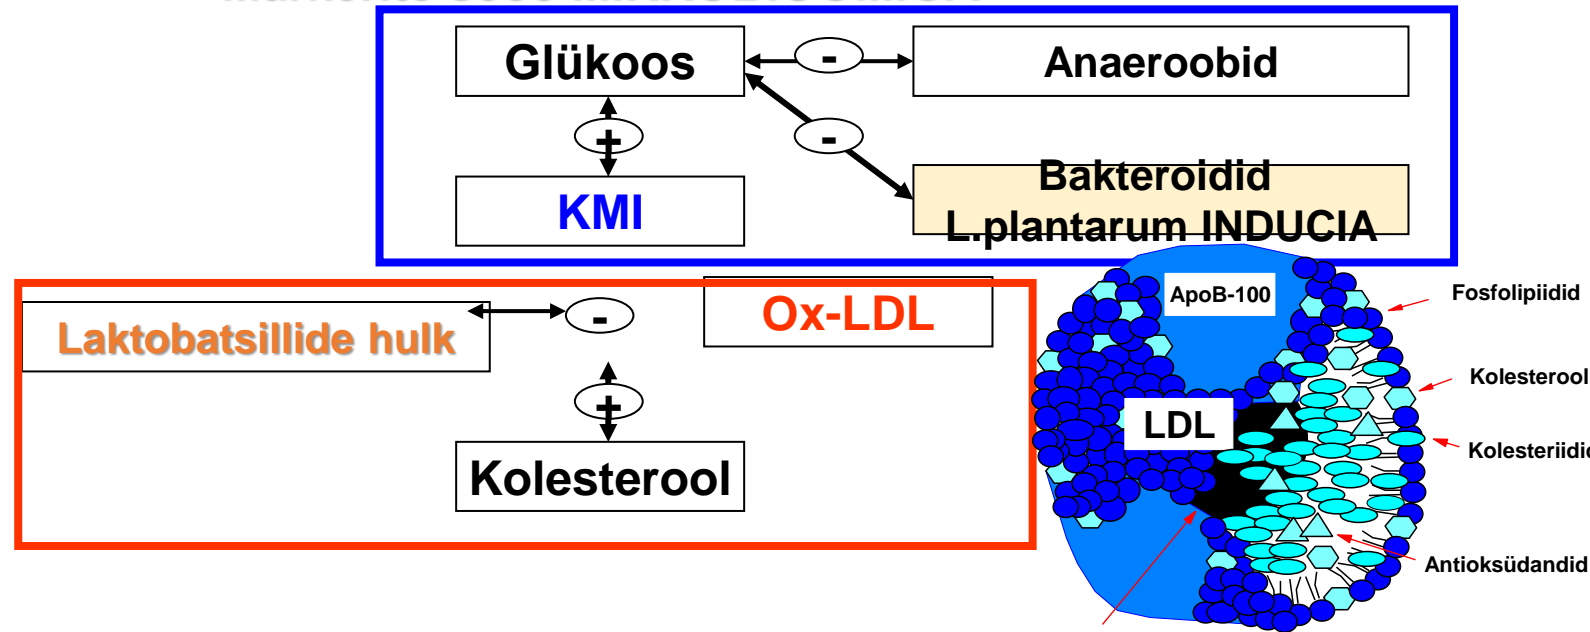 Glükoos
-
Anaeroobid
+
-
Bakteroidid
L.plantarum INDUCIA
KMI
Ox-LDL
Laktobatsillide hulk
-
+
Kolesterool
ApoB-100
LDL
Fosfolipiidid
Kolesterool
Antioksüdandid